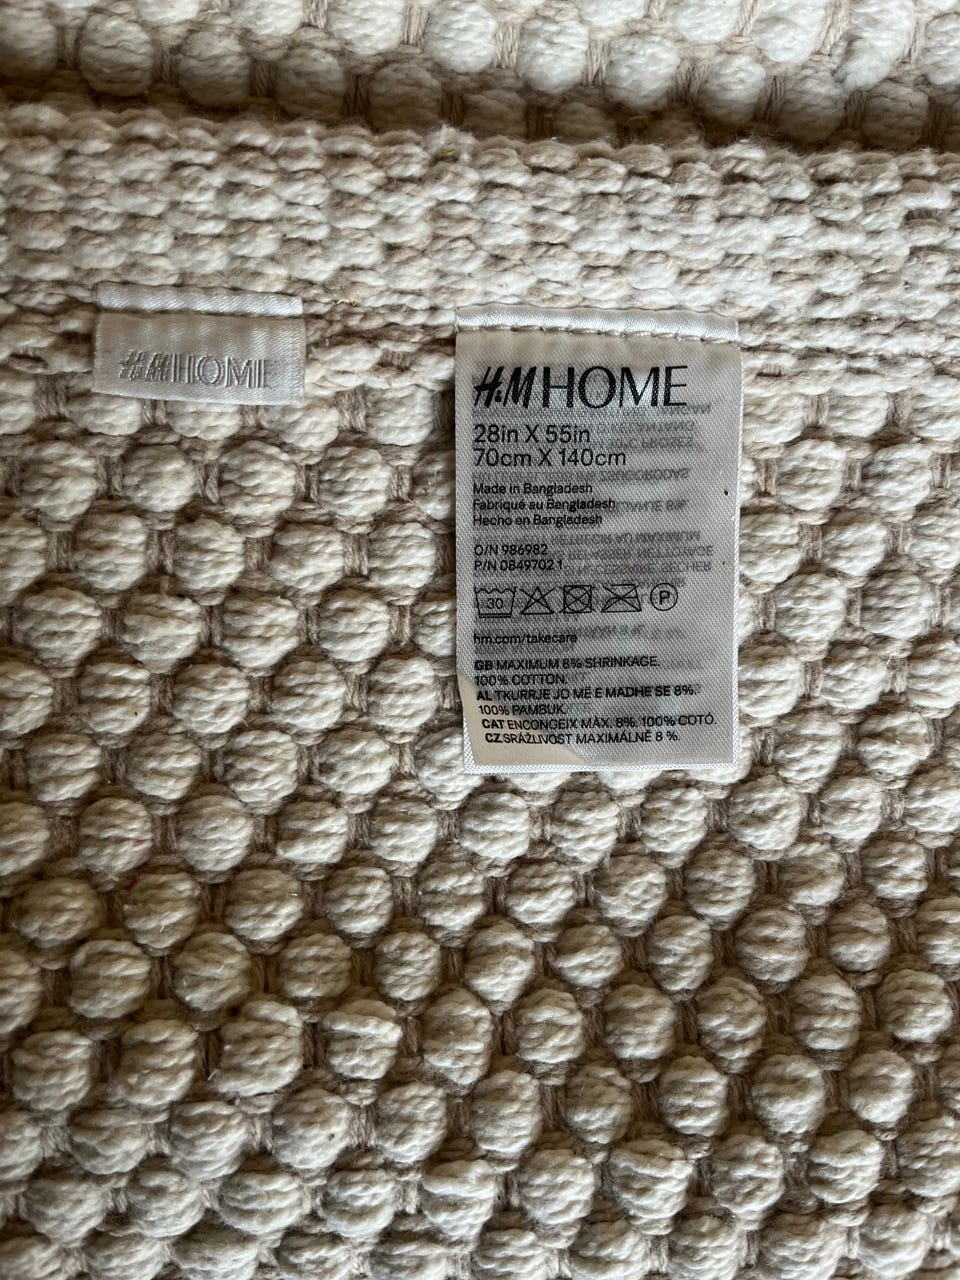 H&M HOME
H&M HOME
28in X 55in
70cm X 140cm
Made in Bangladesh
Fabriqué au Bangladesh
Hecho en Bangladesh
O/N 986982
P/N 0849702 1
30
P
hm.com/takecare
GB MAXIMUM 8% SHRINKAGE.
100% COTTON.
AL TKURRJE JO MË E MADHE SE 8%.
100% PAMBUK.
CAT ENCONGEIX MÀX. 8%. 100% COTÓ.
CZ SRÁŽLIVOST MAXIMÁLNĚ 8 %.